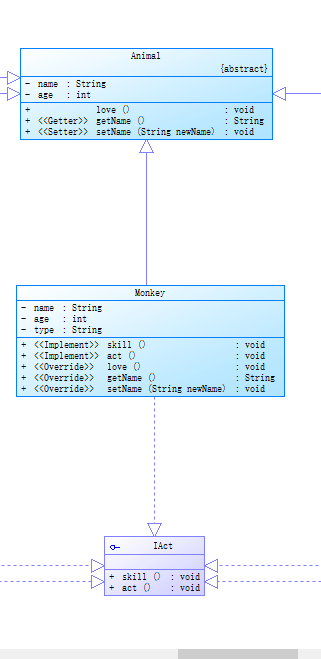 Animal
{abstract}
- name : String
- age : int
+ love () : void
+ <<Getter>> getName () : String
+ <<Setter>> setName (String newName) : void
Monkey
- name : String
- age : int
- type : String
+ <<Implement>> skill () : void
+ <<Implement>> act () : void
+ <<Override>> love () : void
+ <<Override>> getName () : String
+ <<Override>> setName (String newName) : void
IAct
+ skill () : void
+ act () : void